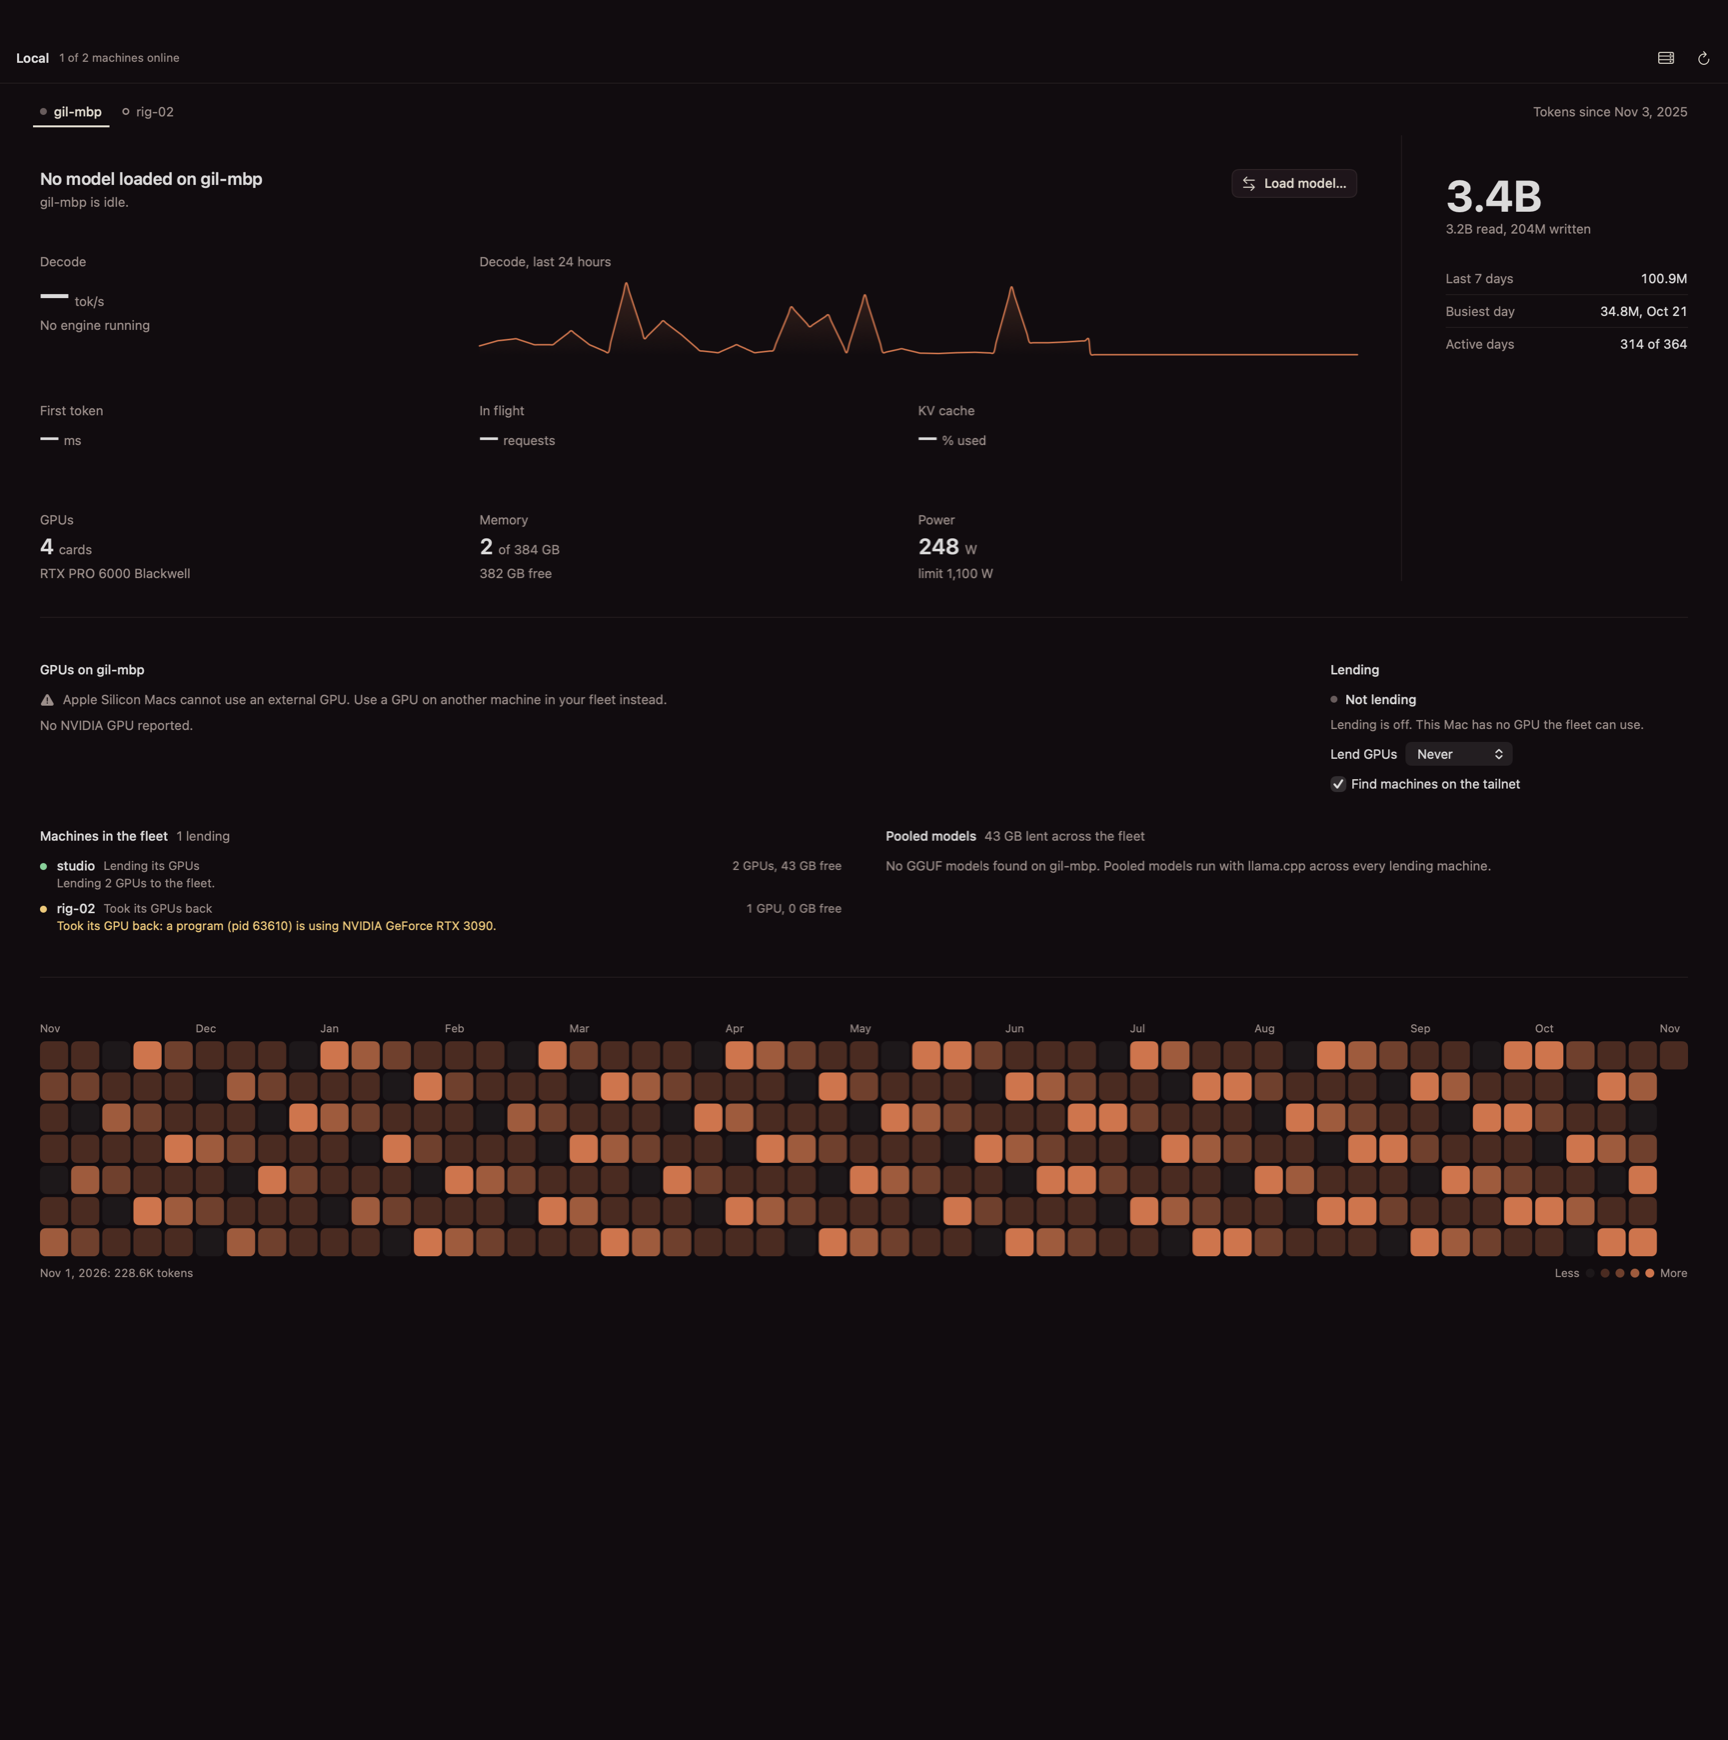 Local 1 of 2 machines online
gil-mbp rig-02 Tokens since Nov 3, 2025
No model loaded on gil-mbp
gil-mbp is idle.
Load model...
3.4B
3.2B read, 204M written
Last 7 days 100.9M
Busiest day 34.8M, Oct 21
Active days 314 of 364
Decode
— tok/s
No engine running
Decode, last 24 hours
First token
— ms
In flight
— requests
KV cache
— % used
GPUs
4 cards
RTX PRO 6000 Blackwell
Memory
2 of 384 GB
382 GB free
Power
248 W
limit 1,100 W
GPUs on gil-mbp
Apple Silicon Macs cannot use an external GPU. Use a GPU on another machine in your fleet instead.
No NVIDIA GPU reported.
Lending
Not lending
Lending is off. This Mac has no GPU the fleet can use.
Lend GPUs Never
Find machines on the tailnet
Machines in the fleet 1 lending
studio Lending its GPUs 2 GPUs, 43 GB free
Lending 2 GPUs to the fleet.
rig-02 Took its GPUs back 1 GPU, 0 GB free
Took its GPU back: a program (pid 63610) is using NVIDIA GeForce RTX 3090.
Pooled models 43 GB lent across the fleet
No GGUF models found on gil-mbp. Pooled models run with llama.cpp across every lending machine.
Nov Dec Jan Feb Mar Apr May Jun Jul Aug Sep Oct Nov
Nov 1, 2026: 228.6K tokens
Less More